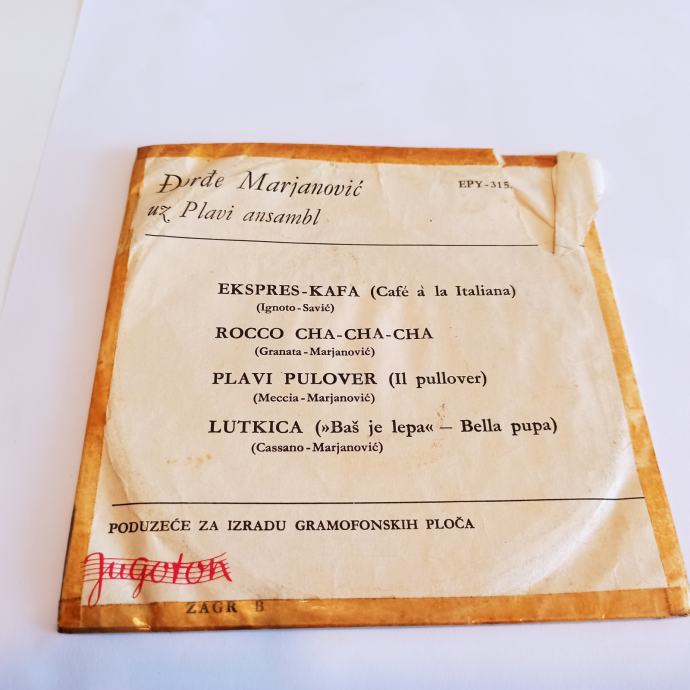 Đorđe Marjanović
EPY-315.
uz Plavi ansambl
EKSPRES-KAFA (Café à la Italiana)
(Ignoto-Savić)
ROCCO CHA-CHA-CHA
(Granata-Marjanović)
PLAVI PULOVER (Il pullover)
(Meccia-Marjanović)
LUTKICA (»Baš je lepa« – Bella pupa)
(Cassano-Marjanović)
PODUZEĆE ZA IZRADU GRAMOFONSKIH PLOČA
Jugoton
ZAGR B